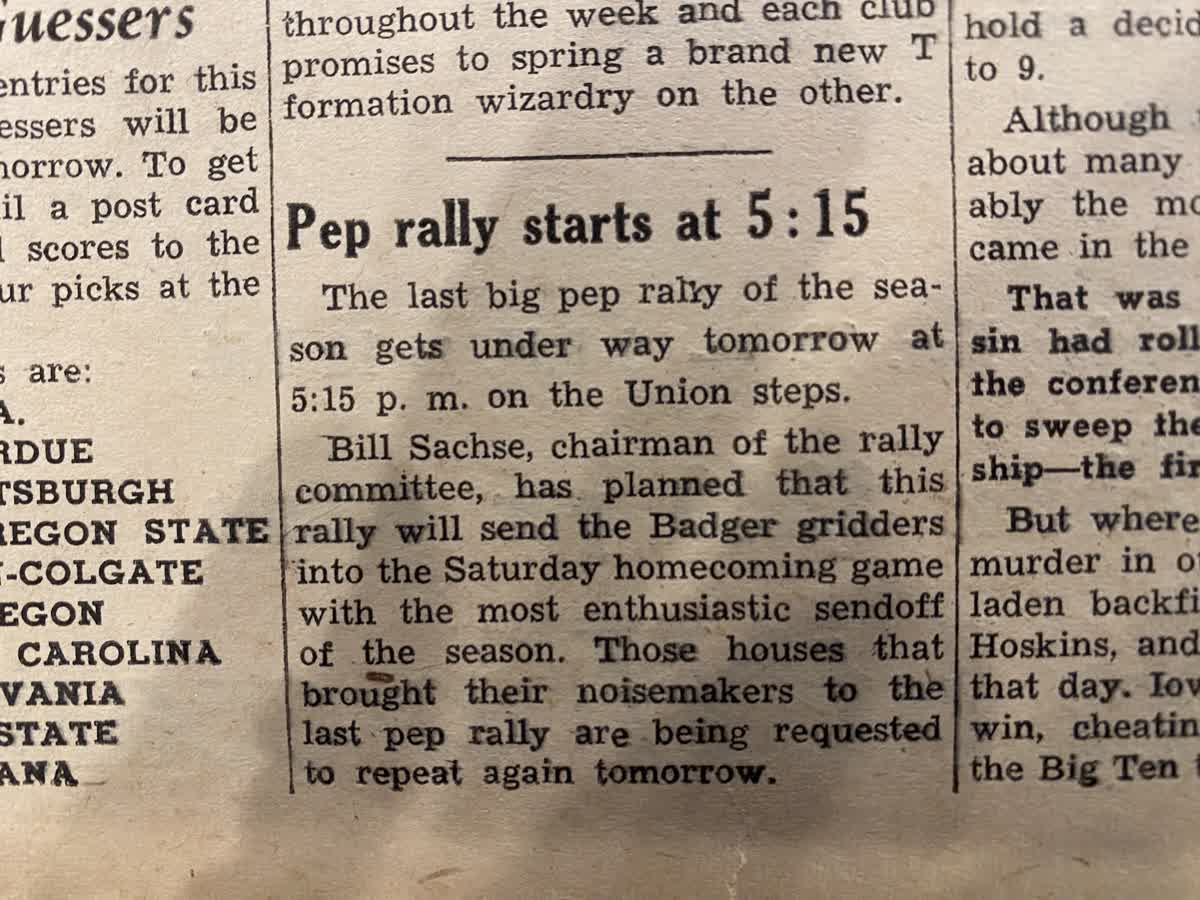 Guessers
entries for this
essers will be
morrow. To get
il a post card
scores to the
ur picks at the
are:
A.
RDUE
TSBURGH
REGON STATE
-COLGATE
EGON
CAROLINA
VANIA
STATE
ANA
throughout the week and each club
promises to spring a brand new T
formation wizardry on the other.
Pep rally starts at 5:15
The last big pep rally of the sea-
son gets under way tomorrow at
5:15 p. m. on the Union steps.
Bill Sachse, chairman of the rally
committee, has planned that this
rally will send the Badger gridders
into the Saturday homecoming game
with the most enthusiastic sendoff
of the season. Those houses that
brought their noisemakers to the
last pep rally are being requested
to repeat again tomorrow.
hold a decid
to 9.
Although
about many
ably the mo
came in the
That was
sin had roll
the conferen
to sweep the
ship—the fir
But where
murder in o
laden backfi
Hoskins, and
that day. Iow
win, cheatin
the Big Ten